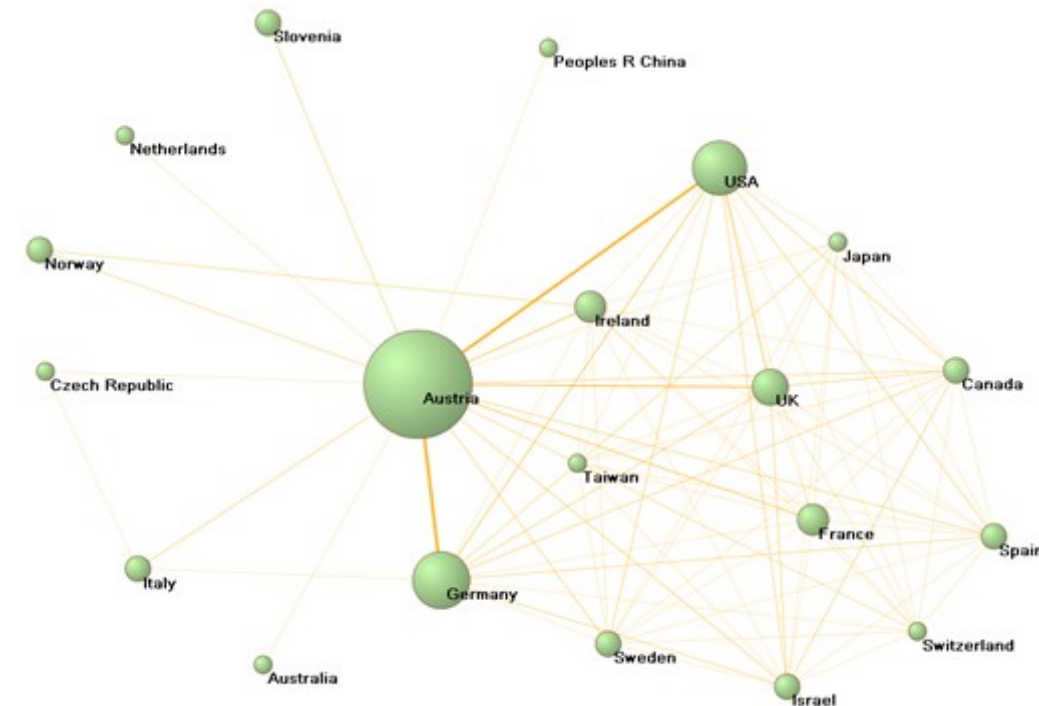 Slovenia
Peoples R China
Netherlands
USA
Norway
Japan
Ireland
Czech Republic
Canada
Austria
UK
Taiwan
France
Spain
Italy
Germany
Switzerland
Sweden
Australia
Israel